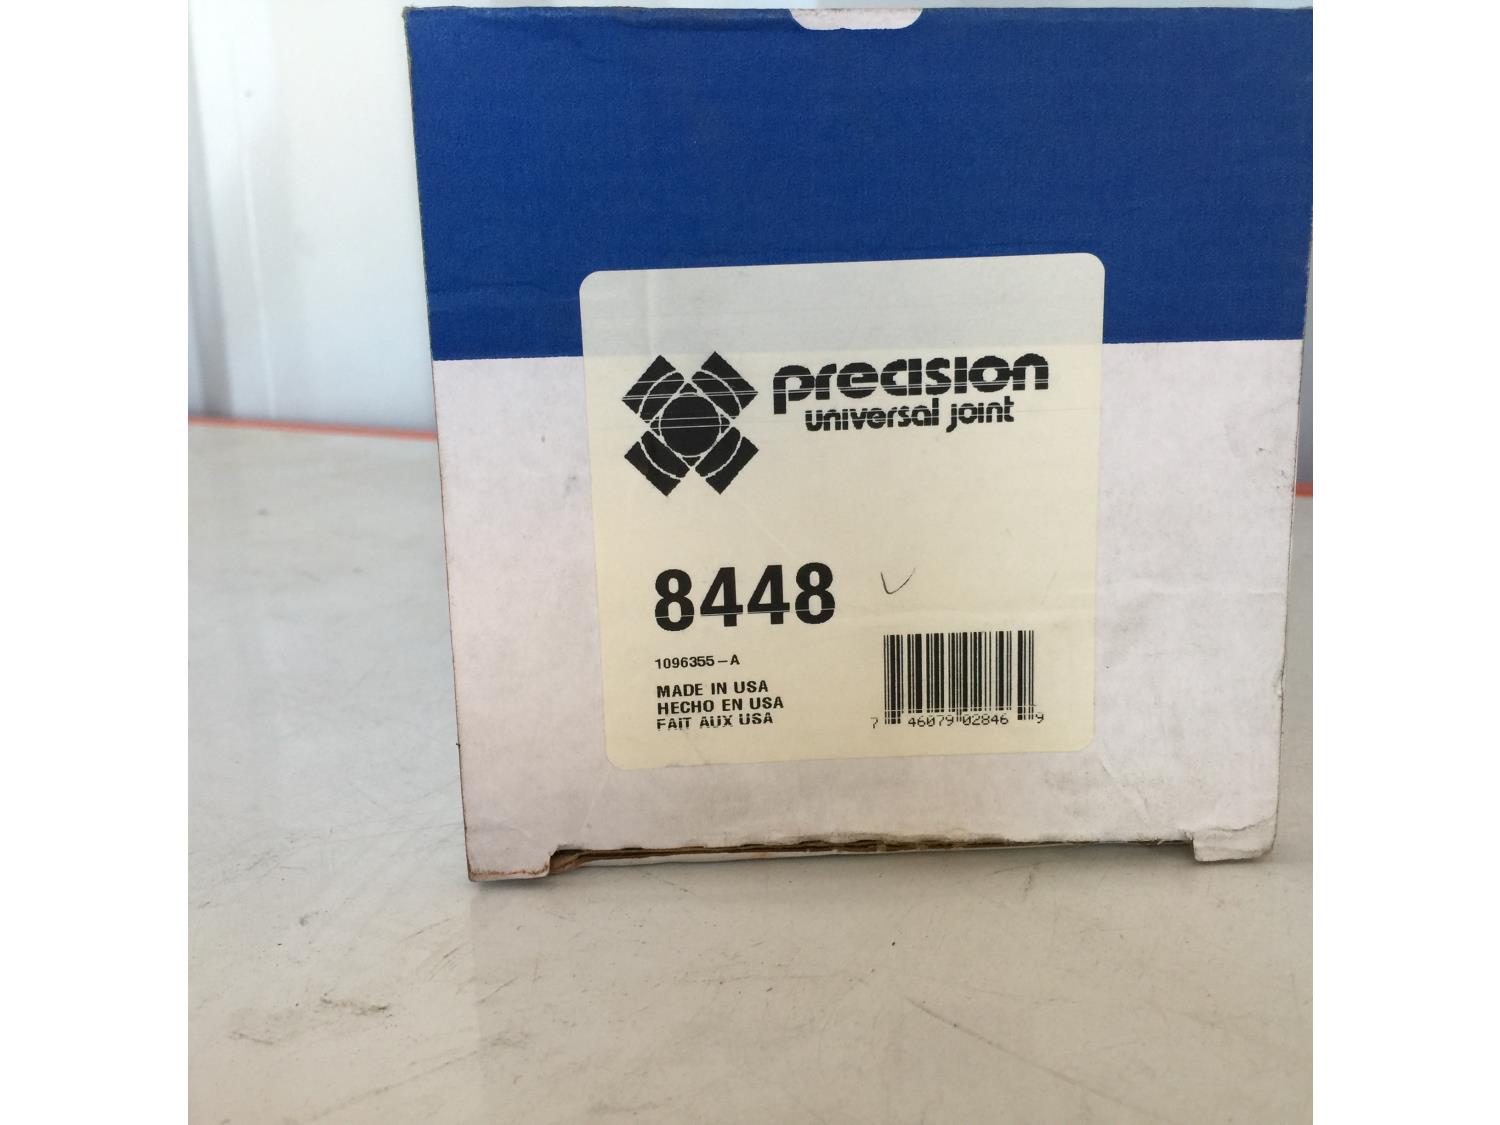 precision
universal joint
8448
1096355-A
MADE IN USA
HECHO EN USA
FAIT AUX USA
7 46079 02846 9